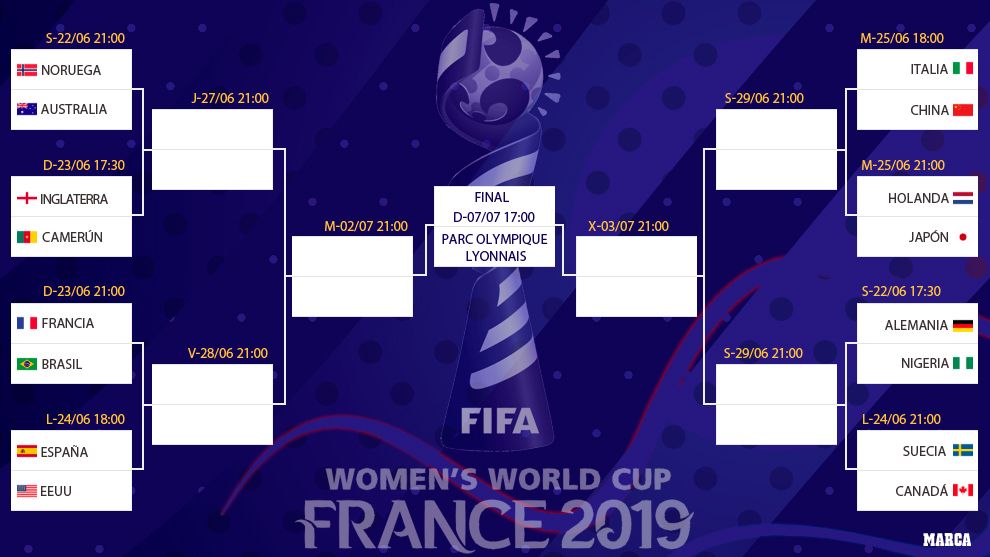 S-22/06 21:00
NORUEGA
AUSTRALIA
D-23/06 17:30
INGLATERRA
CAMERÚN
D-23/06 21:00
FRANCIA
BRASIL
L-24/06 18:00
ESPAÑA
EEUU
J-27/06 21:00
V-28/06 21:00
M-02/07 21:00
FINAL
D-07/07 17:00
PARC OLYMPIQUE
LYONNAIS
X-03/07 21:00
S-29/06 21:00
S-29/06 21:00
M-25/06 18:00
ITALIA
CHINA
M-25/06 21:00
HOLANDA
JAPÓN
S-22/06 17:30
ALEMANIA
NIGERIA
L-24/06 21:00
SUECIA
CANADÁ
FIFA
WOMEN'S WORLD CUP
FRANCE 2019
MARCA